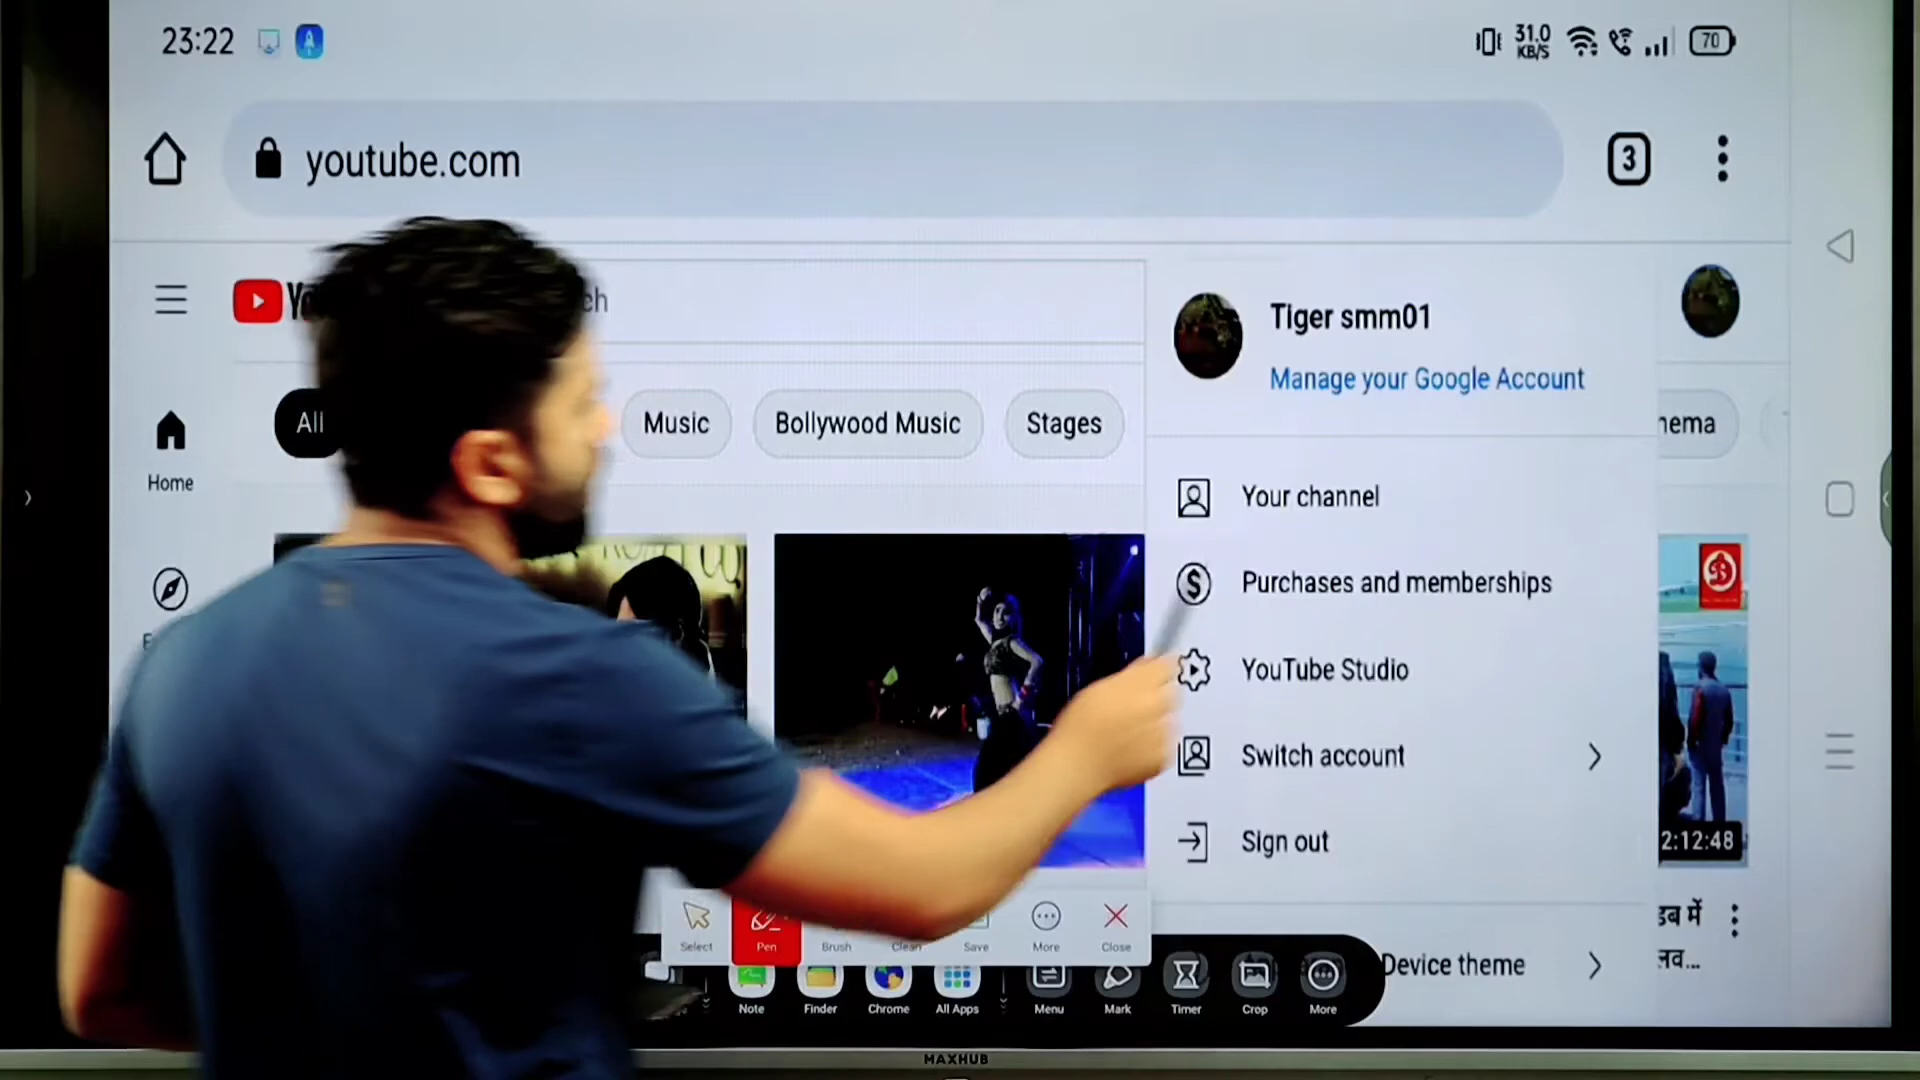 23:22
31.0
KB/S
70
youtube.com
3
ch
Tiger smm01
Manage your Google Account
All
Music
Bollywood Music
Stages
nema
Home
Your channel
Purchases and memberships
YouTube Studio
Switch account
Sign out
2:12:48
Select
Pen
Brush
Clean
Save
More
Close
Device theme
Note
Finder
Chrome
All Apps
Menu
Mark
Timer
Crop
More
MAXHUB